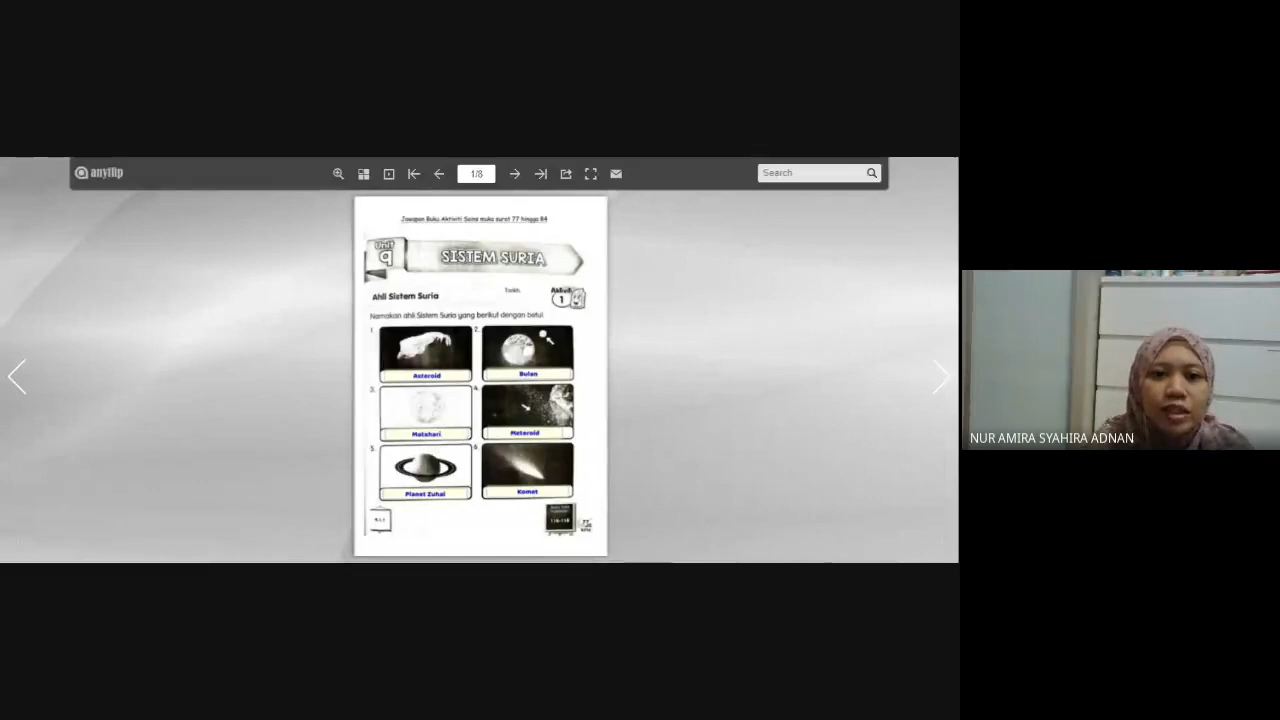 anyflip
1/8
Search
Jawapan Buku Aktiviti Sains muka surat 77 hingga 84
Unit
9
SISTEM SURIA
Ahli Sistem Suria
Tarikh:
Aktiviti
1
Namakan ahli Sistem Suria yang berikut dengan betul.
1.
2.
Asteroid
Bulan
3.
4.
Matahari
Meteroid
5.
6.
Planet Zuhal
Komet
77
NUR AMIRA SYAHIRA ADNAN